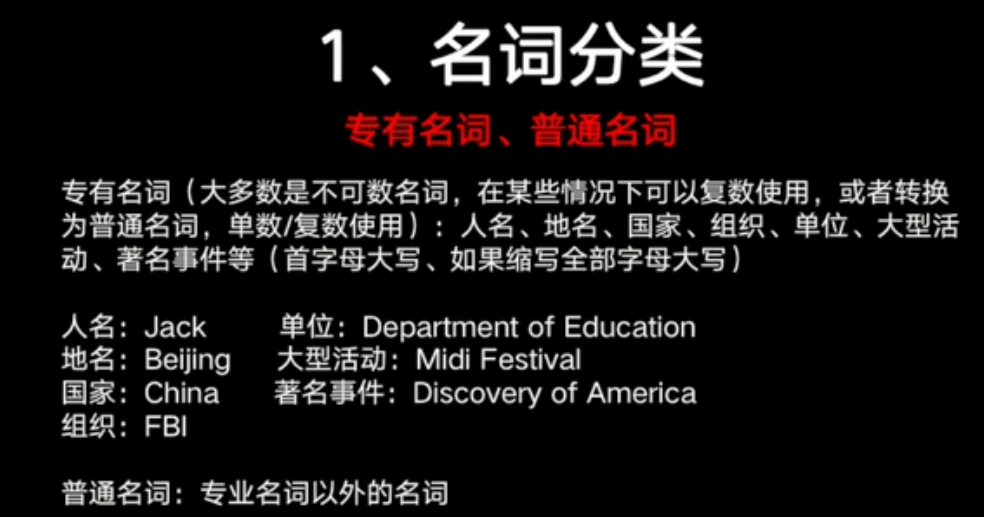 1、名词分类
专有名词、普通名词
专有名词（大多数是不可数名词，在某些情况下可以复数使用，或者转换
为普通名词，单数/复数使用）：人名、地名、国家、组织、单位、大型活
动、著名事件等（首字母大写、如果缩写全部字母大写）
人名：Jack 单位：Department of Education
地名：Beijing 大型活动：Midi Festival
国家：China 著名事件：Discovery of America
组织：FBI
普通名词：专业名词以外的名词